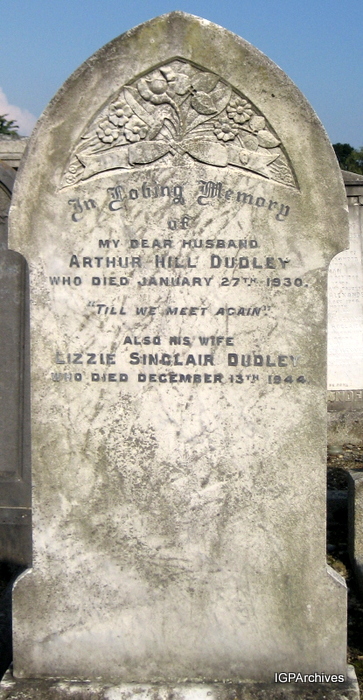 In Loving Memory
of
MY DEAR HUSBAND
ARTHUR HILL DUDLEY
WHO DIED JANUARY 27TH 1930.
"TILL WE MEET AGAIN"
ALSO HIS WIFE
LIZZIE SINCLAIR DUDLEY
WHO DIED DECEMBER 13TH 1944
IGPArchives